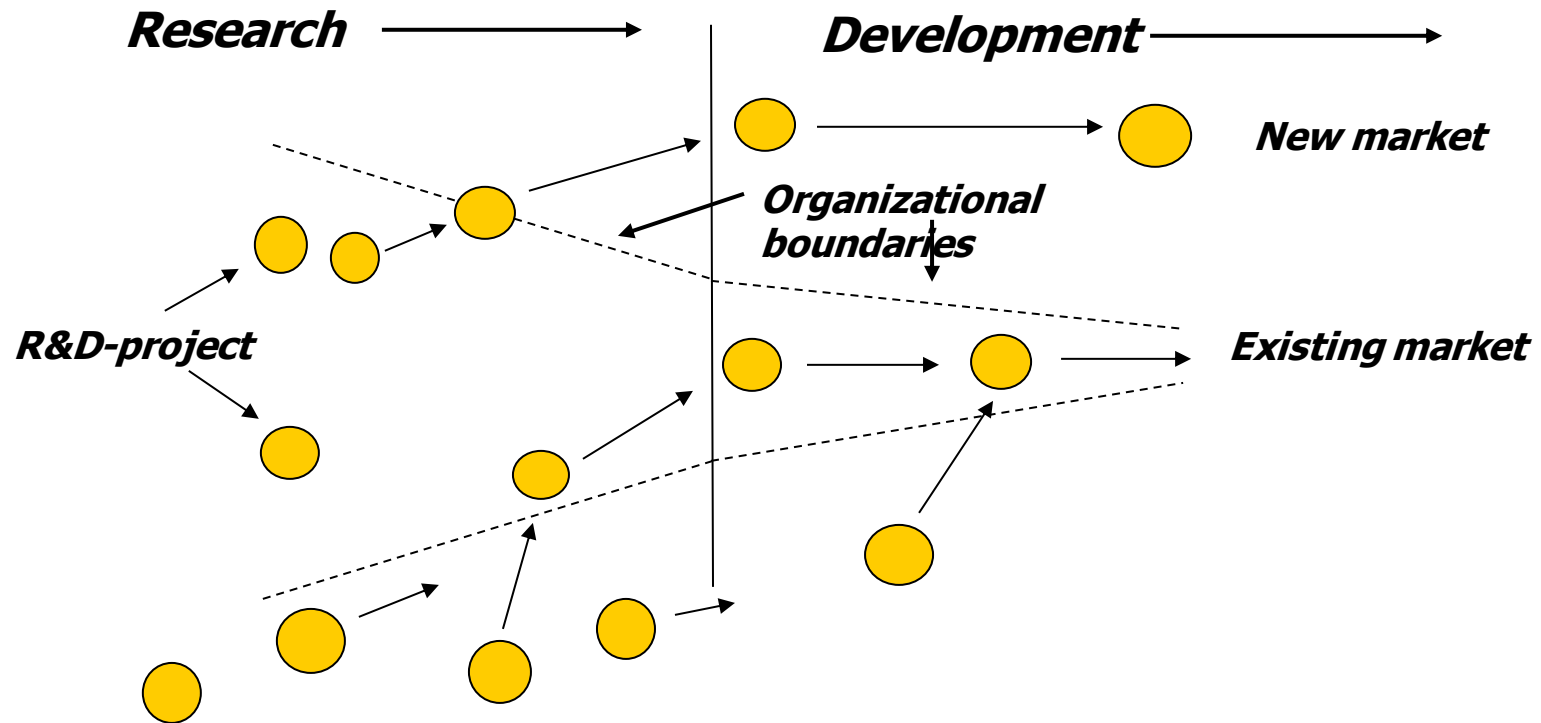 Research
Development
New market
Organizational
boundaries
R&D-project
Existing market